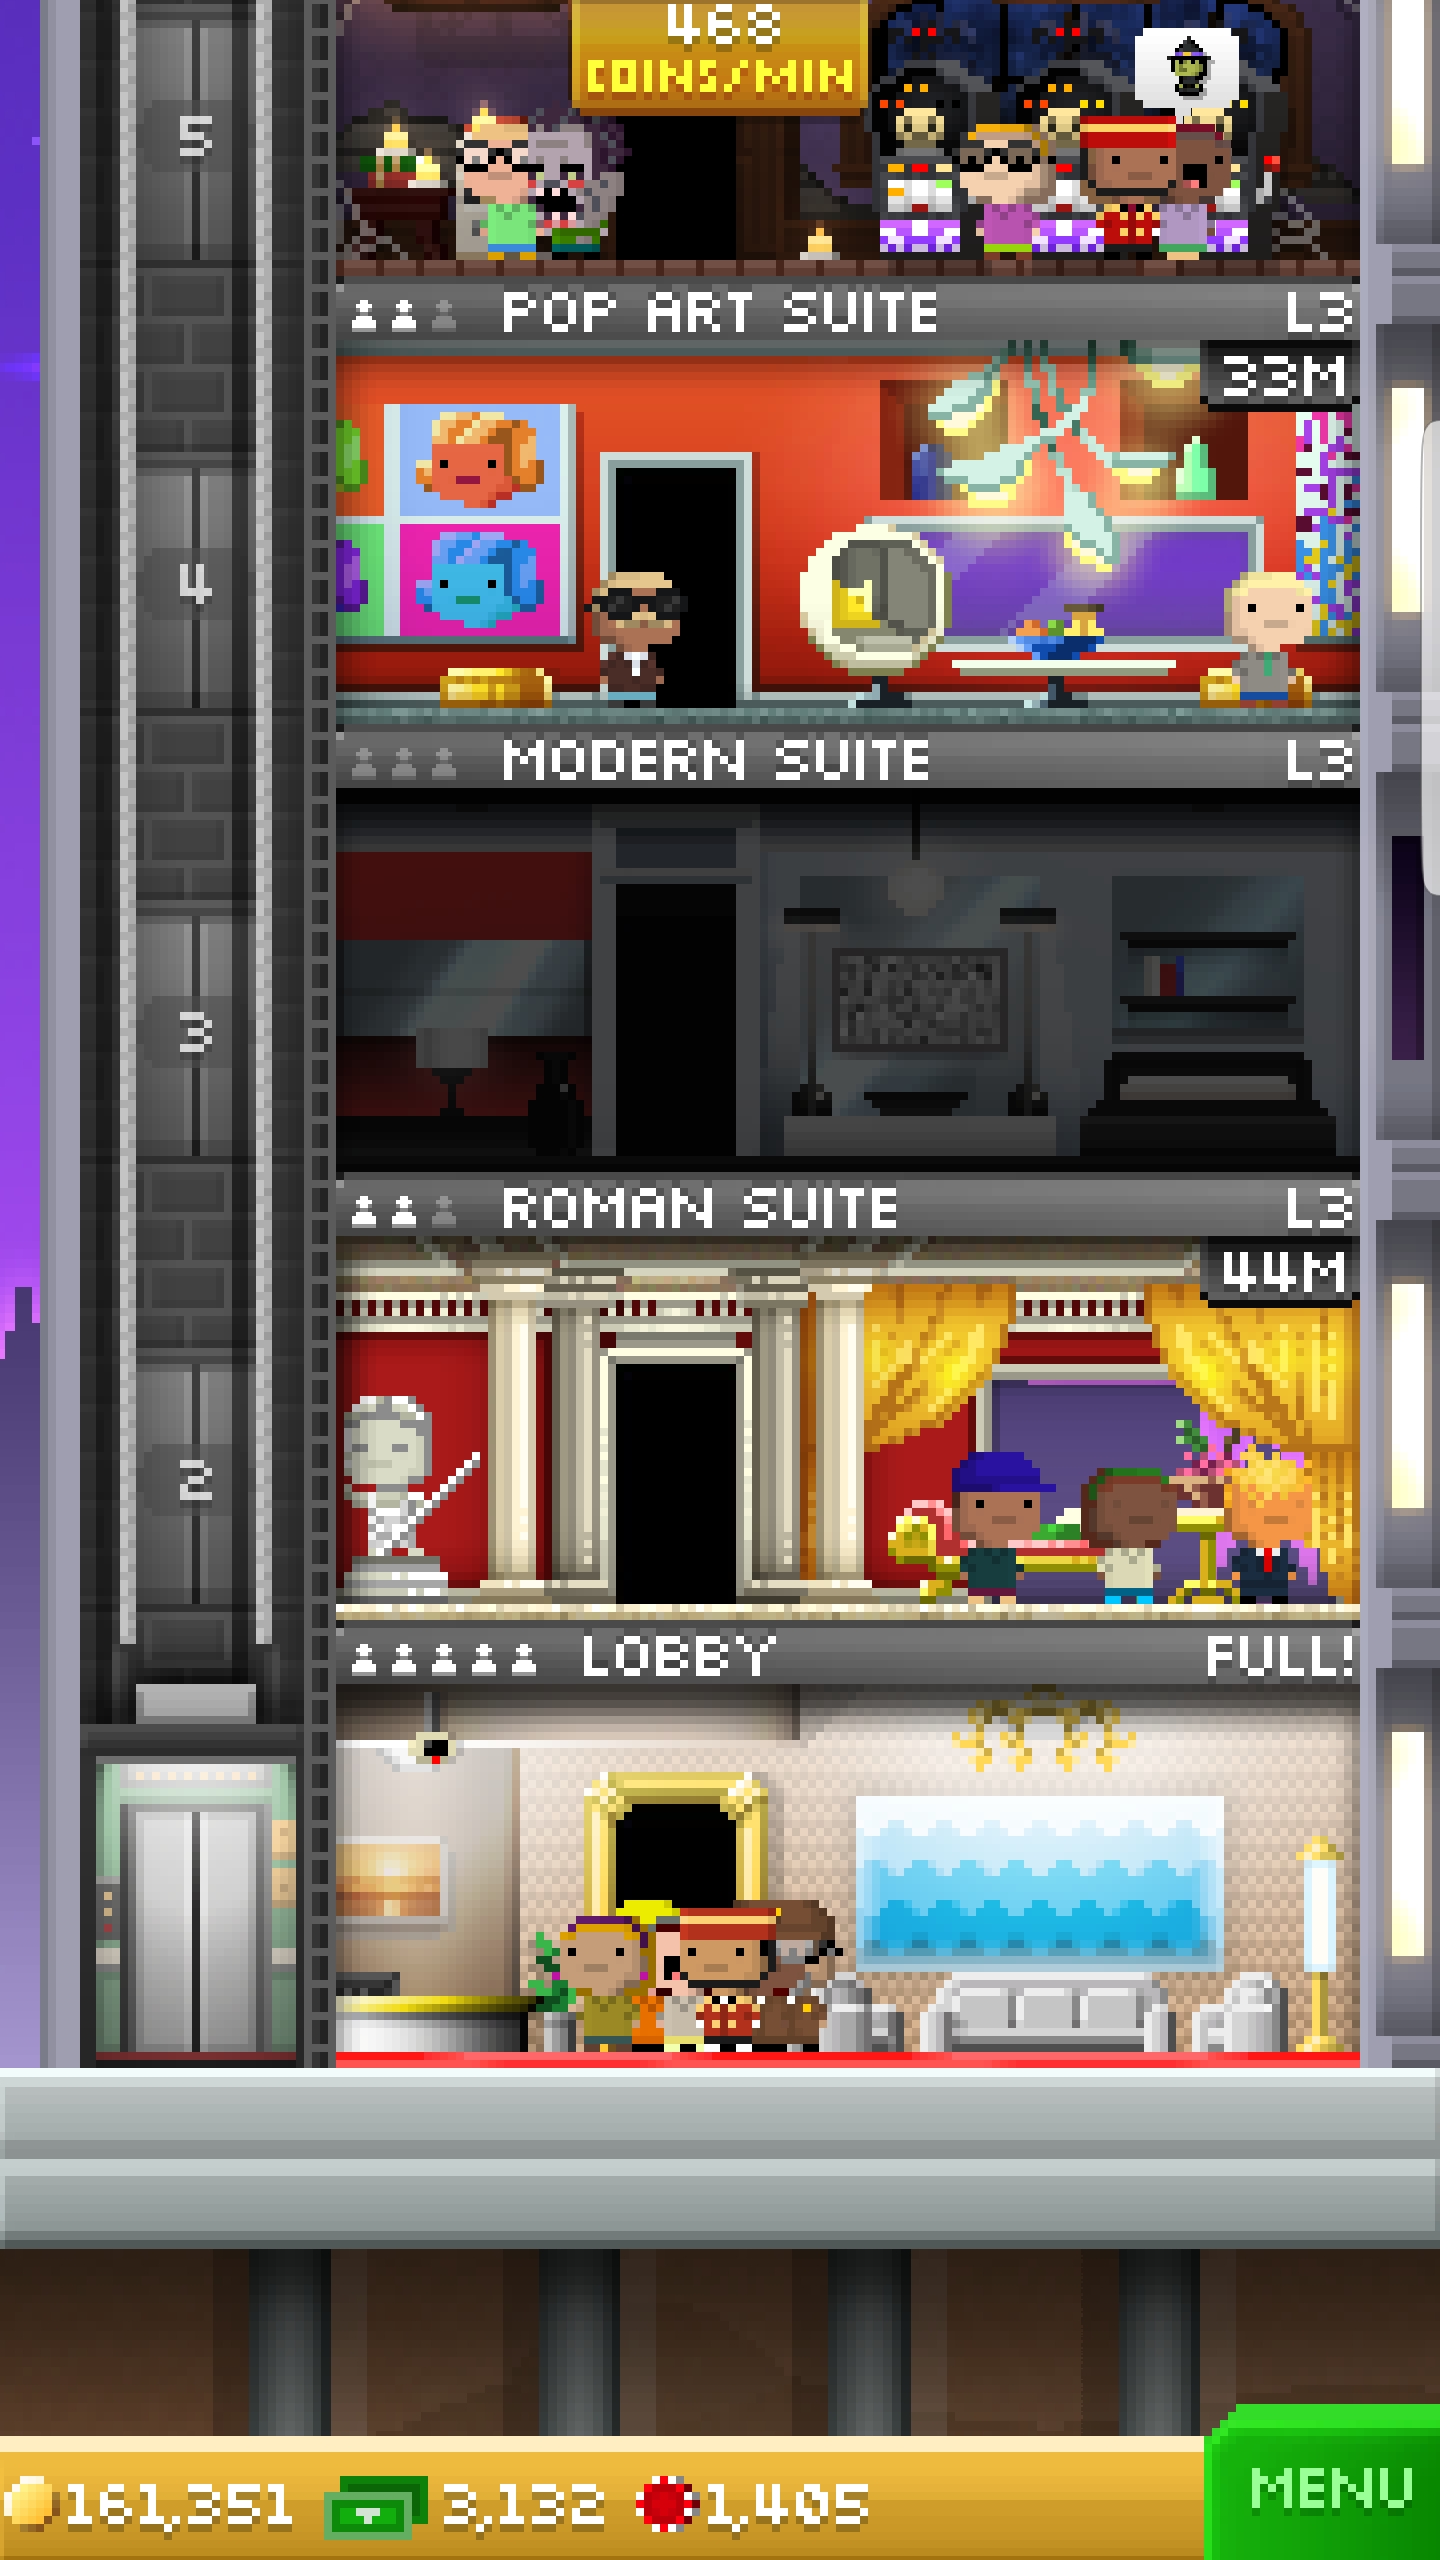 468
COINS/MIN
5
POP ART SUITE L3
33M
4
MODERN SUITE L3
3
ROMAN SUITE L3
44M
2
LOBBY FULL!
161,351 3,132 1,405 MENU